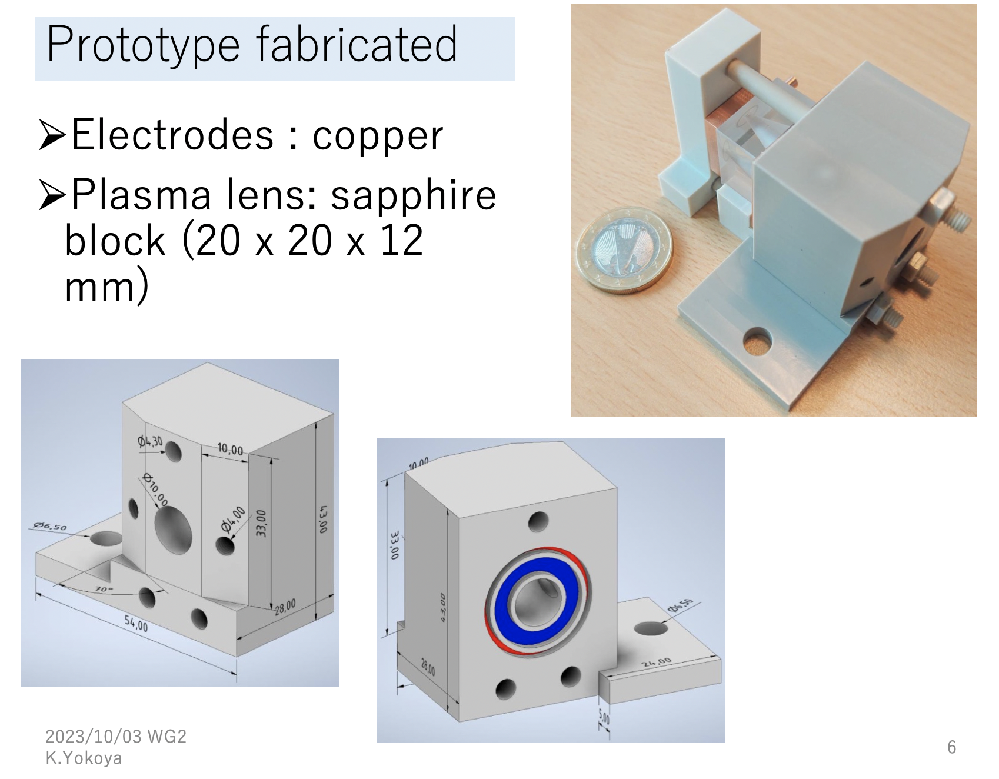 Prototype fabricated
➢Electrodes : copper
➢Plasma lens: sapphire
block (20 x 20 x 12
mm)
Ø4,30
10,00
Ø10,00
Ø4,00
33,00
43,00
Ø6,50
70°
28,00
54,00
10,00
33,00
43,00
Ø6,50
28,00
24,00
5,00
2023/10/03 WG2
K.Yokoya
6